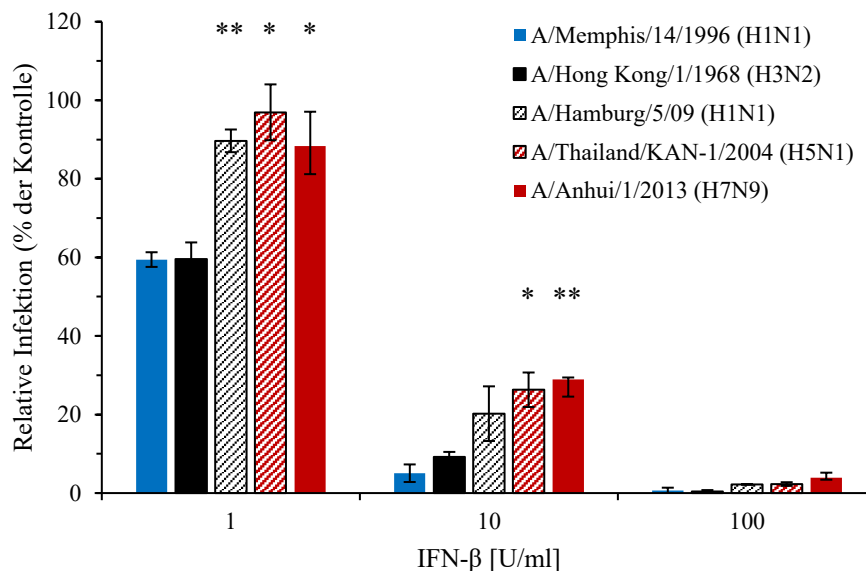 120
100
80
60
40
20
0
Relative Infektion (% der Kontrolle)
** * *
* **
A/Memphis/14/1996 (H1N1)
A/Hong Kong/1/1968 (H3N2)
A/Hamburg/5/09 (H1N1)
A/Thailand/KAN-1/2004 (H5N1)
A/Anhui/1/2013 (H7N9)
1 10 100
IFN-β [U/ml]